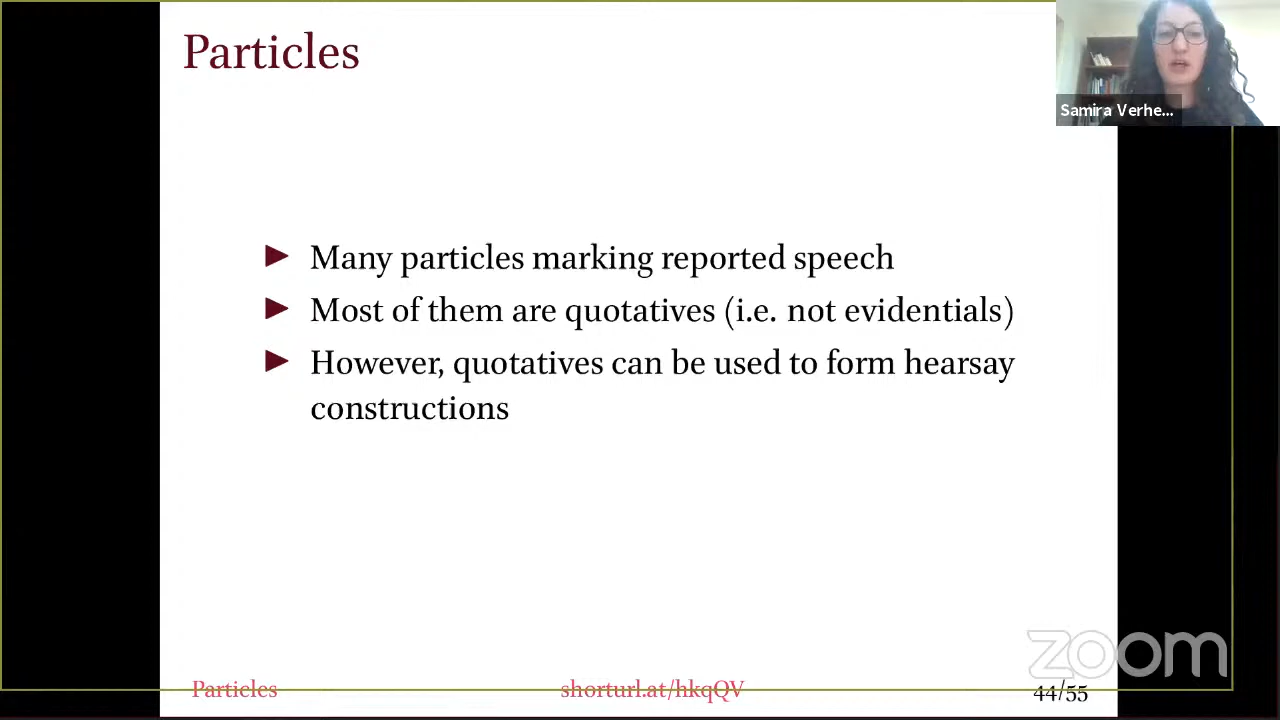 Particles
Samira Verhe...
▶ Many particles marking reported speech
▶ Most of them are quotatives (i.e. not evidentials)
▶ However, quotatives can be used to form hearsay
constructions
zoom
Particles
shorturl.at/hkqQV
44/55